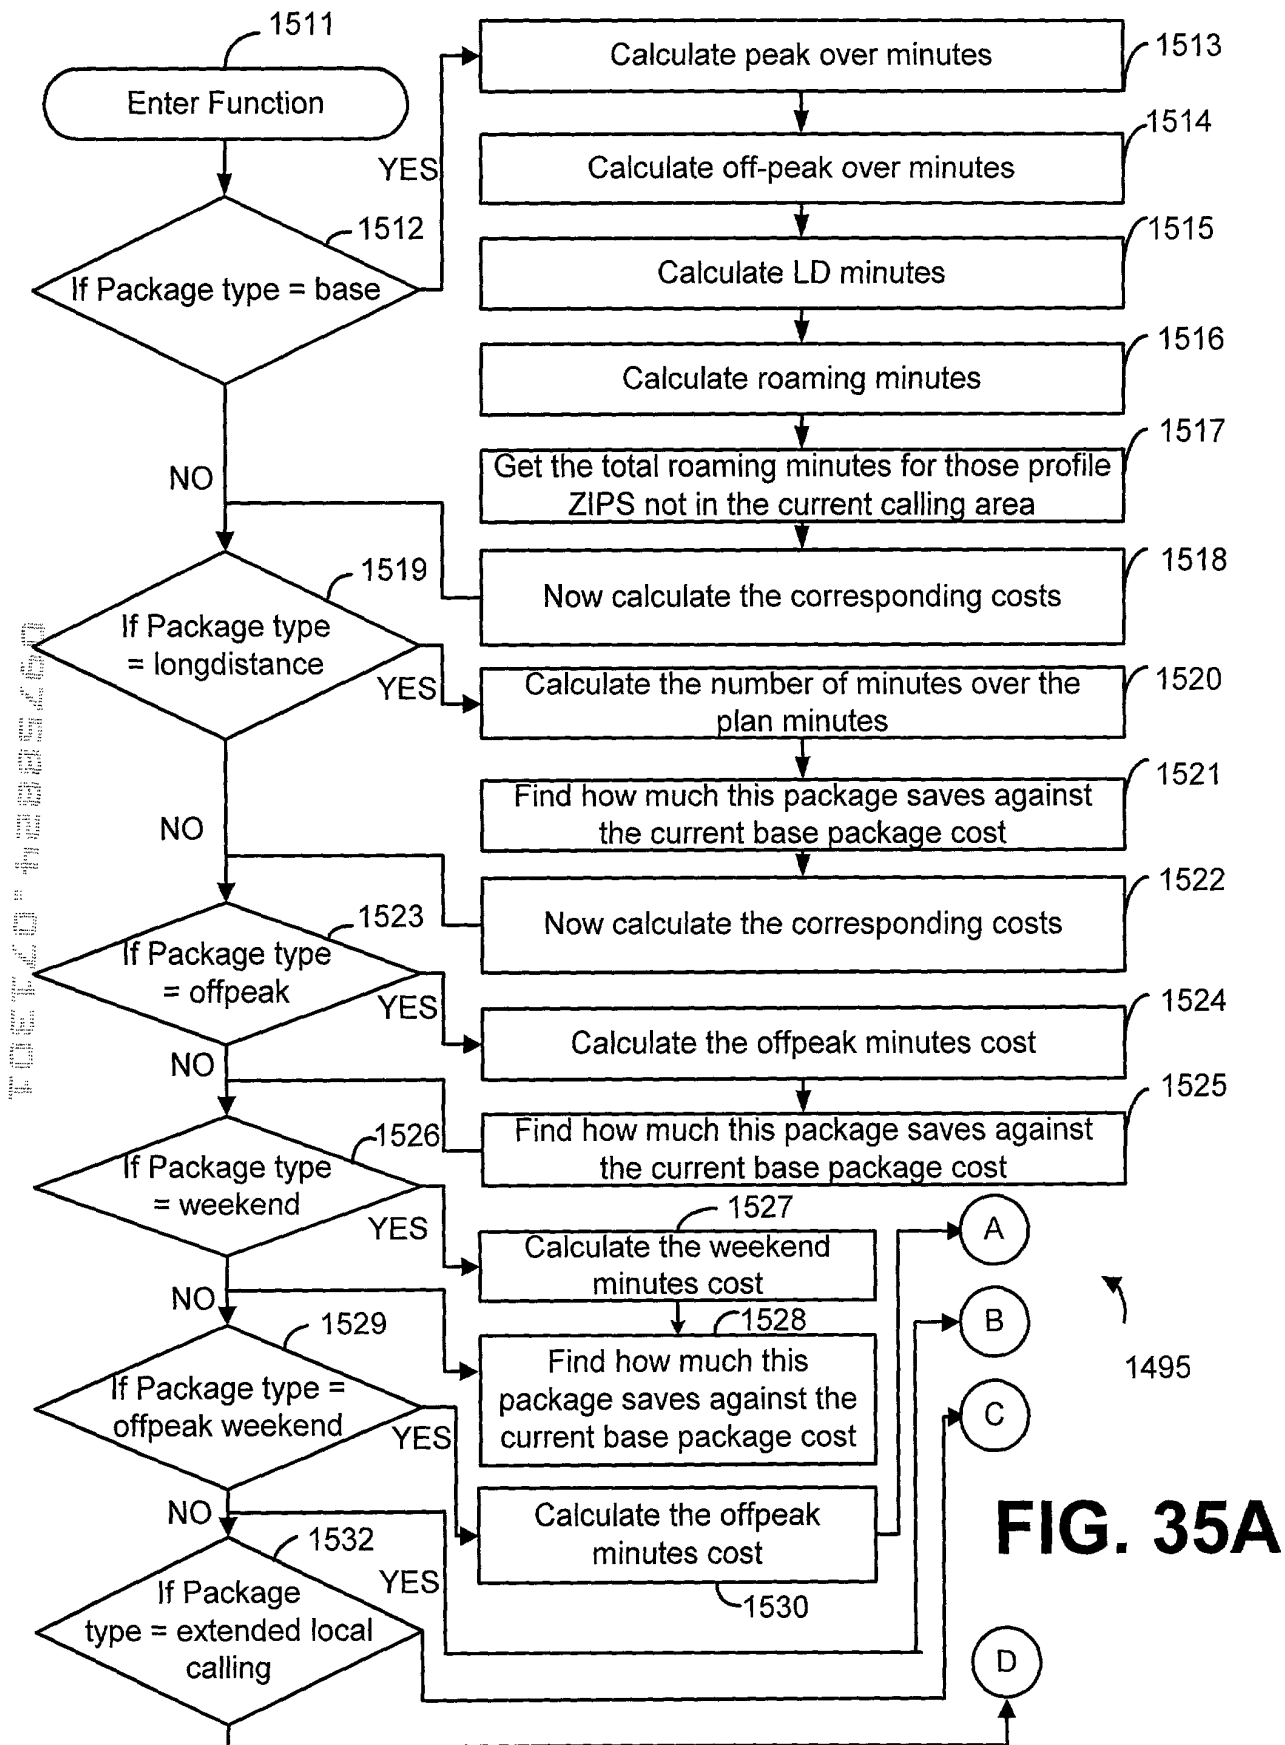 1511
Enter Function
1512
If Package type = base
YES
NO
1513
Calculate peak over minutes
1514
Calculate off-peak over minutes
1515
Calculate LD minutes
1516
Calculate roaming minutes
1517
Get the total roaming minutes for those profile
ZIPS not in the current calling area
1518
Now calculate the corresponding costs
1519
If Package type
= longdistance
YES
NO
1520
Calculate the number of minutes over the
plan minutes
1521
Find how much this package saves against
the current base package cost
1522
Now calculate the corresponding costs
1523
If Package type
= offpeak
YES
NO
1524
Calculate the offpeak minutes cost
1525
Find how much this package saves against
the current base package cost
1526
If Package type
= weekend
YES
NO
1527
Calculate the weekend
minutes cost
1528
Find how much this
package saves against the
current base package cost
1529
If Package type =
offpeak weekend
YES
NO
Calculate the offpeak
minutes cost
1530
1532
If Package
type = extended local
calling
YES
A
B
C
D
1495
FIG. 35A